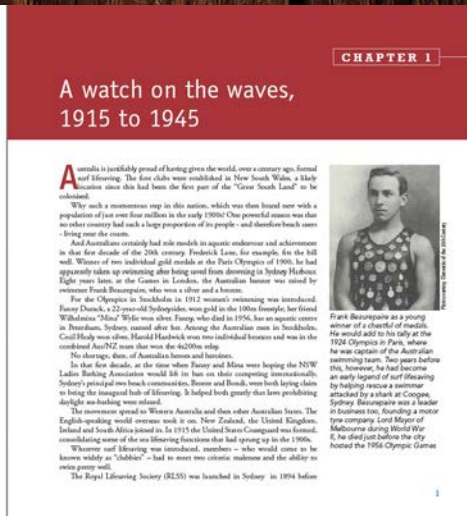 CHAPTER 1
A watch on the waves,
1915 to 1945
Australia is justifiably proud of having given the world, over a century ago, formal
surf lifesaving. The first clubs were established in New South Wales, a likely
location since this had been the first part of the "Great South Land" to be
colonised.
Why such a momentous step in this nation, which was then brand new with a
population of just over four million in the early 1900s? One powerful reason was that
no other country had such a large proportion of its people - and therefore beach users
- living near the coast.
And Australians certainly had role models in aquatic endeavour and achievement
in that first decade of the 20th century. Frederick Lane, for example, fits the bill
well. Winner of two individual gold medals at the Paris Olympics of 1900, he had
apparently taken up swimming after being saved from drowning in Sydney Harbour.
Eight years later, at the Games in London, the Australian banner was raised by
swimmer Frank Beaurepaire, who won a silver and a bronze.
For the Olympics in Stockholm in 1912 women's swimming was introduced.
Fanny Durack, a 22-year-old Sydneysider, won gold in the 100m freestyle; her friend
Wilhelmina "Mina" Wylie won silver. Fanny, who died in 1956, has an aquatic centre
in Petersham, Sydney, named after her. Among the Australian men in Stockholm,
Cecil Healy won silver, Harold Hardwick won two individual bronzes and was in the
combined Aus/NZ team that won the 4x200m relay.
No shortage, then, of Australian heroes and heroines.
In that first decade, at the time when Fanny and Mina were hoping the NSW
Ladies Bathing Association would lift its ban on their competing internationally,
Sydney's principal two beach communities, Bronte and Bondi, were both laying claim
to being the inaugural hub of lifesaving. It helped both greatly that laws prohibiting
daylight sea-bathing were relaxed.
The movement spread to Western Australia and then other Australian States. The
English-speaking world overseas took it on. New Zealand, the United Kingdom,
Ireland and South Africa joined in. In 1915 the United States Coastguard was formed,
consolidating some of the sea lifesaving functions that had sprung up in the 1900s.
Wherever surf lifesaving was introduced, members – who would come to be
known widely as "clubbies" – had to meet two criteria: maleness and the ability to
swim pretty well.
The Royal Lifesaving Society (RLSS) was launched in Sydney in 1894 before
Frank Beaurepaire as a young
winner of a chestful of medals.
He would add to his tally at the
1924 Olympics in Paris, where
he was captain of the Australian
swimming team. Two years before
this, however, he had become
an early legend of surf lifesaving
by helping rescue a swimmer
attacked by a shark at Coogee,
Sydney. Beaurepaire was a leader
in business too, founding a motor
tyre company. Lord Mayor of
Melbourne during World War
II, he died just before the city
hosted the 1956 Olympic Games
1